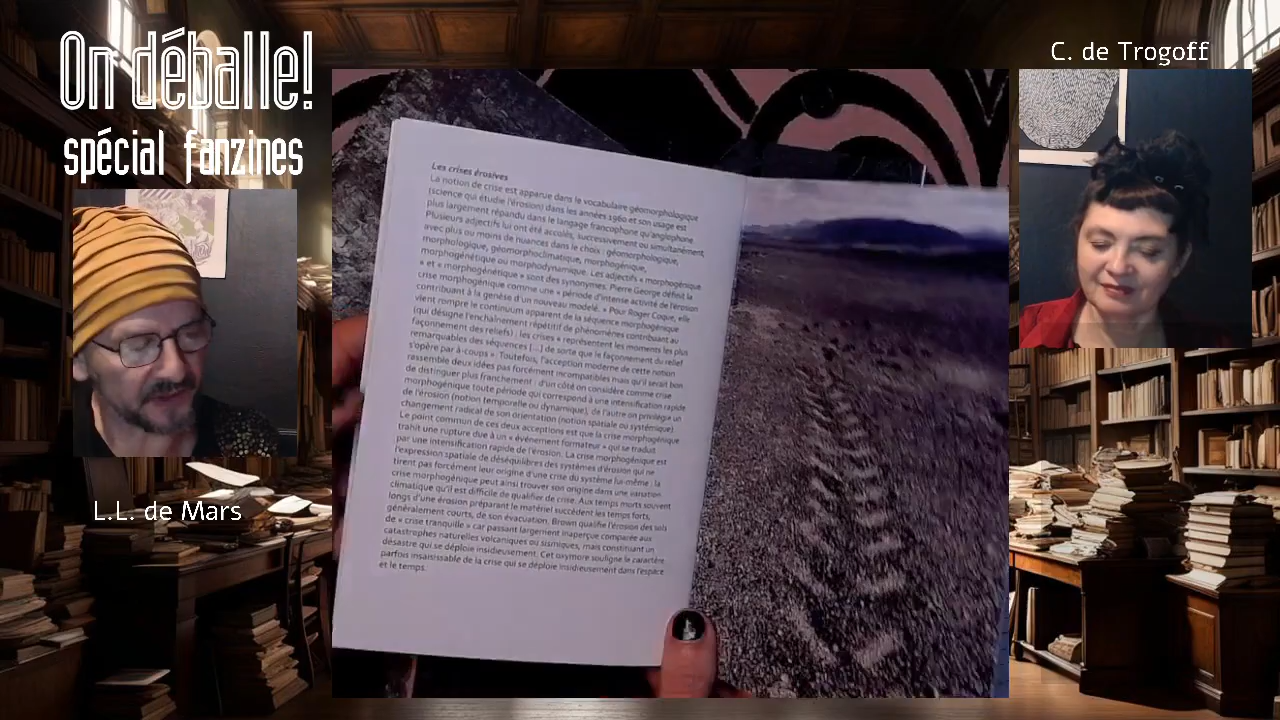 On déballe!
spécial fanzines
C. de Trogoff
L.L. de Mars
Les crises érosives
La notion de crise est apparue dans le vocabulaire géomorphologique
(science qui étudie l'érosion) dans les années 1960 et son usage est
plus largement répandu dans le langage francophone qu'anglophone.
Plusieurs adjectifs lui ont été accolés, successivement ou simultanément,
avec plus ou moins de nuances dans le choix : géomorphologique,
morphologique, géomorphoclimatique, morphogénique,
morphogénétique ou morphodynamique. Les adjectifs « morphogénique
» et « morphogénétique » sont des synonymes. Pierre George définit la
crise morphogénique comme une « période d'intense activité de l'érosion
contribuant à la genèse d'un nouveau modelé. » Pour Roger Coque, elle
vient rompre le continuum apparent de la séquence morphogénique
(qui désigne l'enchaînement répétitif de phénomènes contribuant au
façonnement des reliefs) : les crises « représentent les moments les plus
remarquables des séquences [...] de sorte que le façonnement du relief
s'opère par à-coups ». Toutefois, l'acception moderne de cette notion
rassemble deux idées pas forcément incompatibles mais qu'il serait bon
de distinguer plus franchement : d'un côté on considère comme crise
morphogénique toute période qui correspond à une intensification rapide
de l'érosion (notion temporelle ou dynamique), de l'autre on privilégie un
changement radical de son orientation (notion spatiale ou systémique)
Le point commun de ces deux acceptions est que la crise morphogénique
trahit une rupture due à un « événement formateur » qui se traduit
par une intensification rapide de l'érosion. La crise morphogénique est
l'expression spatiale de déséquilibres des systèmes d'érosion qui ne
tirent pas forcément leur origine d'une crise du système lui-même : la
crise morphogénique peut ainsi trouver son origine dans une variation
climatique qu'il est difficile de qualifier de crise. Aux temps morts souvent
longs d'une érosion préparant le matériel succèdent les temps forts,
généralement courts, de son évacuation. Brown qualifie l'érosion des sols
de « crise tranquille » car passant largement inaperçue comparée aux
catastrophes naturelles volcaniques ou sismiques, mais constituant un
désastre qui se déploie insidieusement. Cet oxymore souligne le caractère
parfois insaisissable de la crise qui se déploie insidieusement dans l'espace
et le temps.